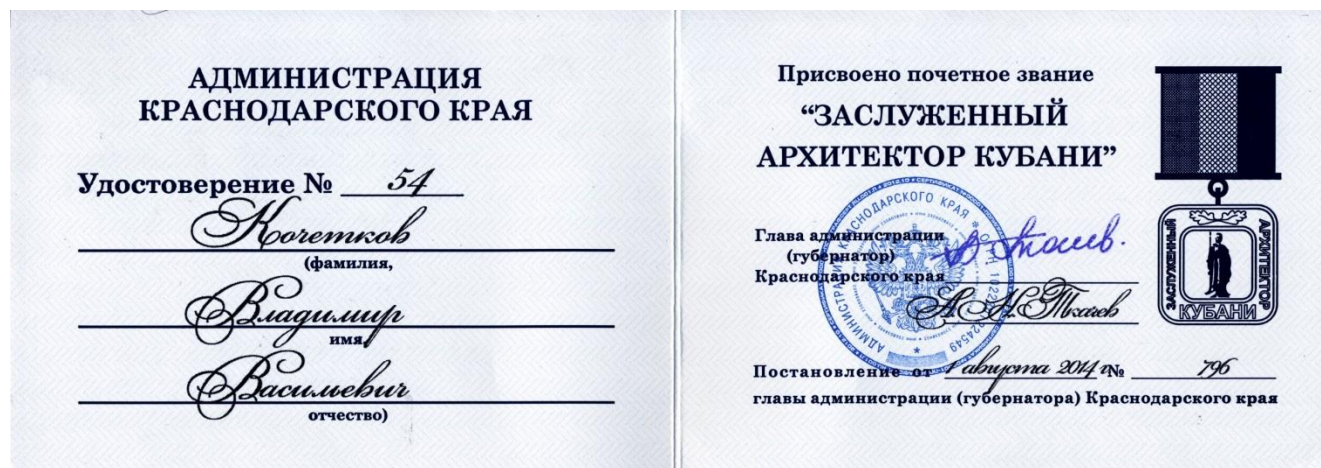 АДМИНИСТРАЦИЯ
КРАСНОДАРСКОГО КРАЯ
Удостоверение № 54
Кочетков
(фамилия,
Владимир
имя,
Васильевич
отчество)
Присвоено почетное звание
“ЗАСЛУЖЕННЫЙ
АРХИТЕКТОР КУБАНИ”
Глава администрации
(губернатор)
Краснодарского края
А.Н.Ткачев
Постановление от 1 августа 2014 г. № 796
главы администрации (губернатора) Краснодарского края
ЗАСЛУЖЕННЫЙ
АРХИТЕКТОР
КУБАНИ